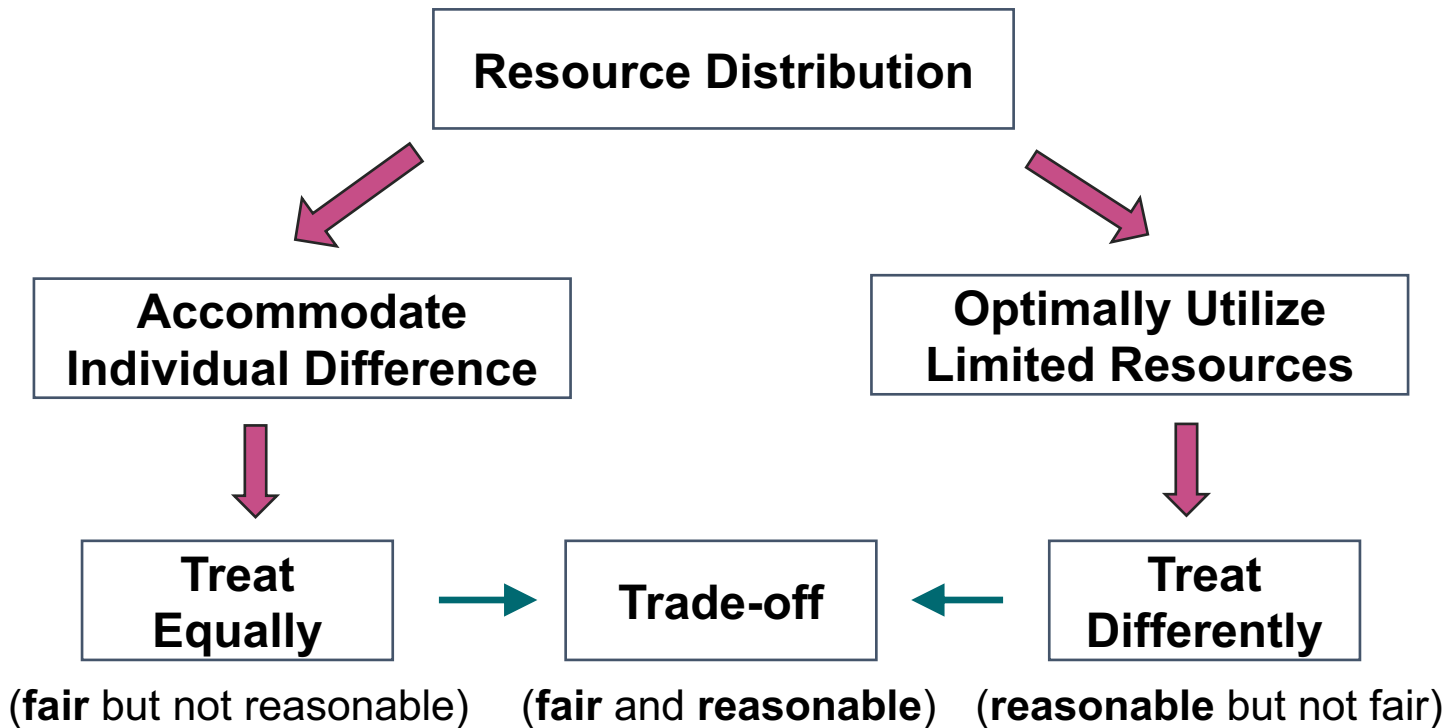 Resource Distribution
Accommodate
Individual Difference
Optimally Utilize
Limited Resources
Treat
Equally
Trade-off
Treat
Differently
(fair but not reasonable)
(fair and reasonable)
(reasonable but not fair)